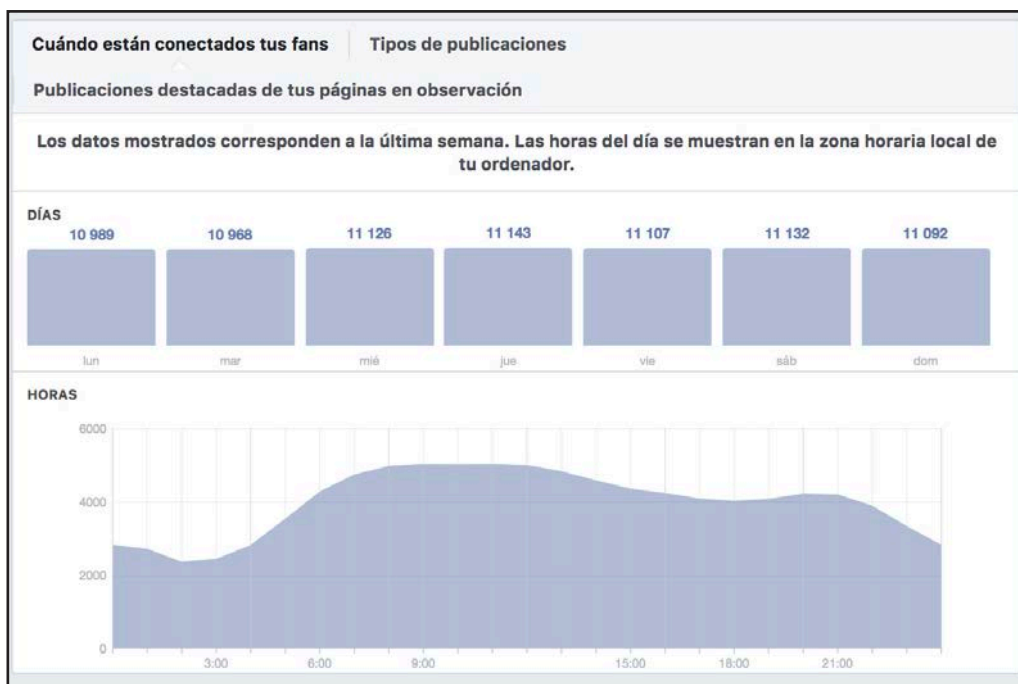 Cuándo están conectados tus fans
Tipos de publicaciones
Publicaciones destacadas de tus páginas en observación
Los datos mostrados corresponden a la última semana. Las horas del día se muestran en la zona horaria local de
tu ordenador.
DÍAS
10 989 10 968 11 126 11 143 11 107 11 132 11 092
lun mar mié jue vie sáb dom
HORAS
6000
4000
2000
0
3:00 6:00 9:00 15:00 18:00 21:00